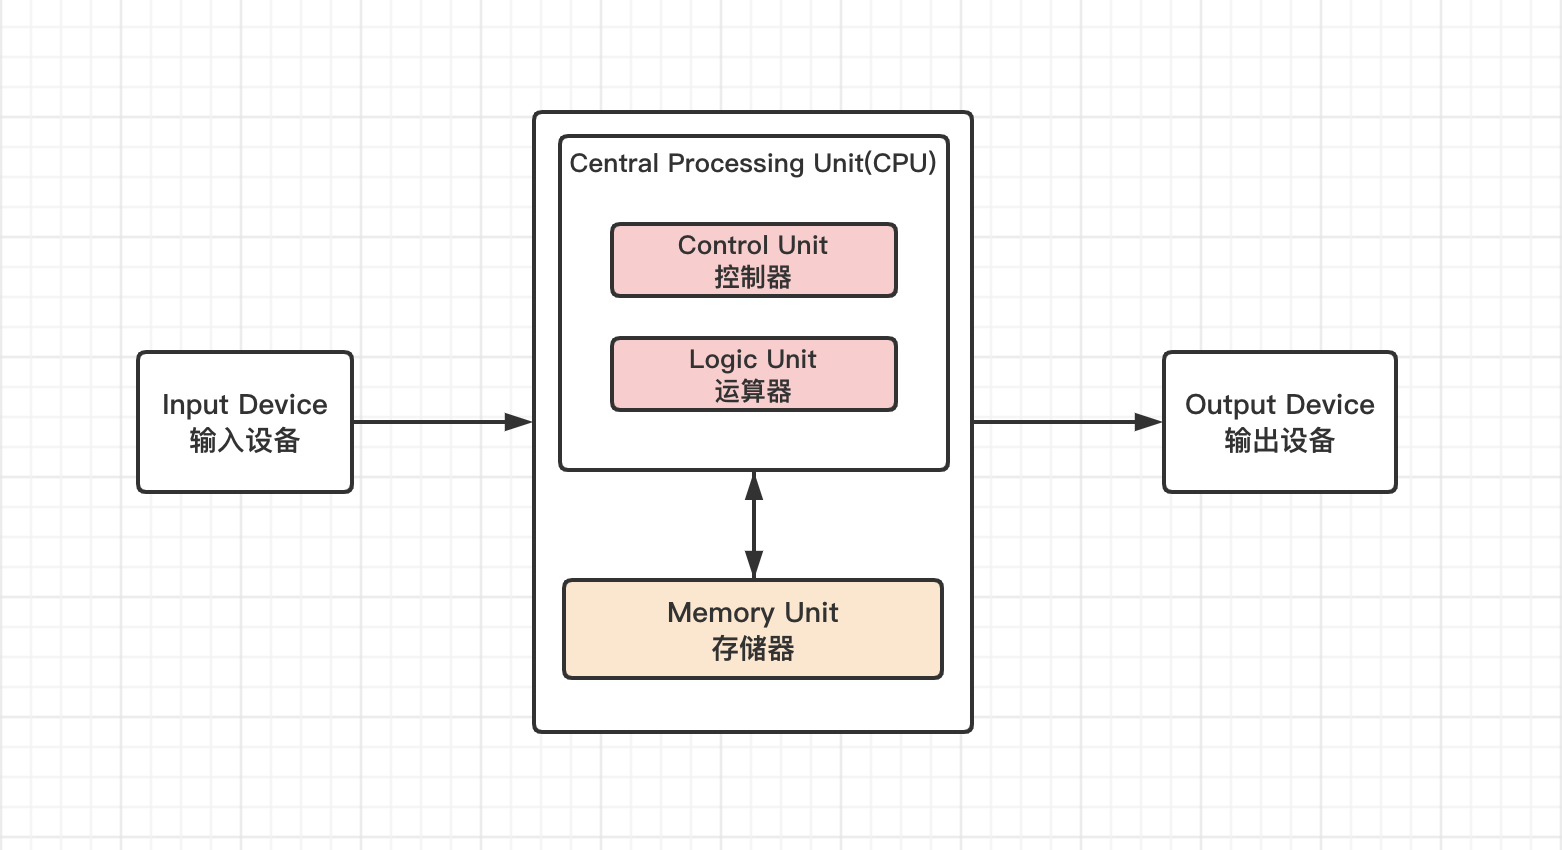 Central Processing Unit(CPU)
Control Unit
控制器
Logic Unit
运算器
Input Device
输入设备
Output Device
输出设备
Memory Unit
存储器